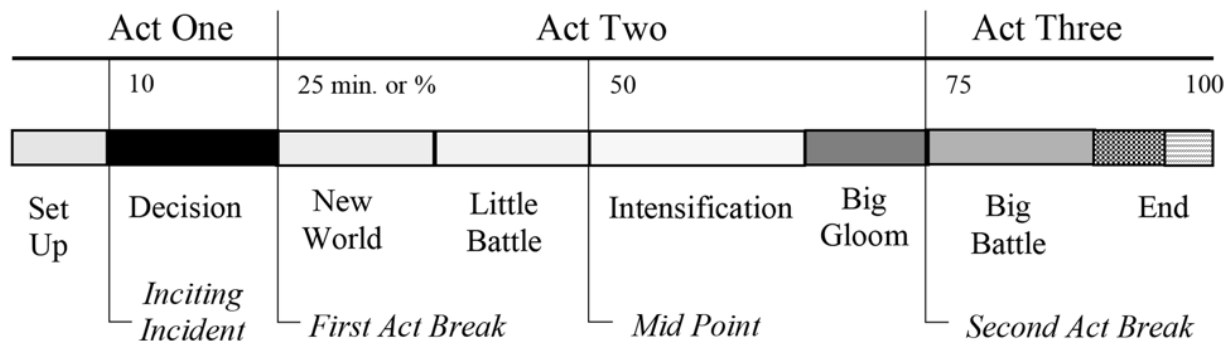 Act One Act Two Act Three
10 25 min. or % 50 75 100
Set Up
Decision
New World
Little Battle
Intensification
Big Gloom
Big Battle
End
Inciting Incident
First Act Break
Mid Point
Second Act Break